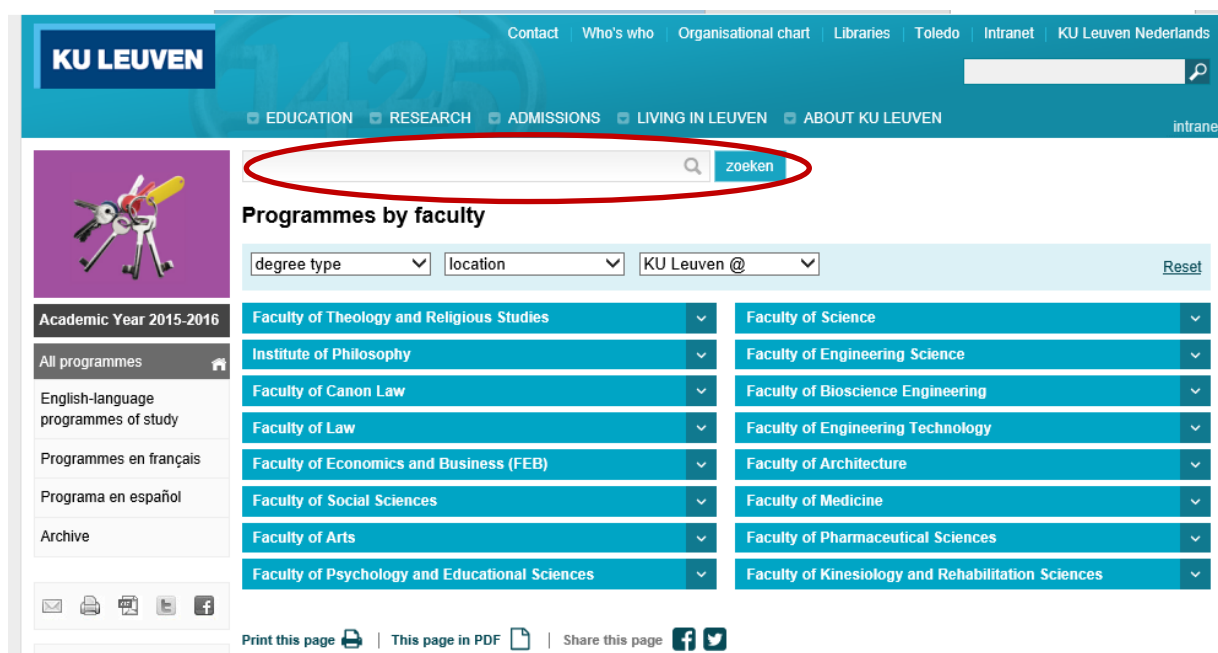 Contact | Who's who | Organisational chart | Libraries | Toledo | Intranet | KU Leuven Nederlands
KU LEUVEN
1425
EDUCATION RESEARCH ADMISSIONS LIVING IN LEUVEN ABOUT KU LEUVEN
intrane
zoeken
Programmes by faculty
degree type location KU Leuven @ Reset
Academic Year 2015-2016
All programmes
English-language
programmes of study
Programmes en français
Programa en español
Archive
Faculty of Theology and Religious Studies
Institute of Philosophy
Faculty of Canon Law
Faculty of Law
Faculty of Economics and Business (FEB)
Faculty of Social Sciences
Faculty of Arts
Faculty of Psychology and Educational Sciences
Faculty of Science
Faculty of Engineering Science
Faculty of Bioscience Engineering
Faculty of Engineering Technology
Faculty of Architecture
Faculty of Medicine
Faculty of Pharmaceutical Sciences
Faculty of Kinesiology and Rehabilitation Sciences
Print this page | This page in PDF | Share this page